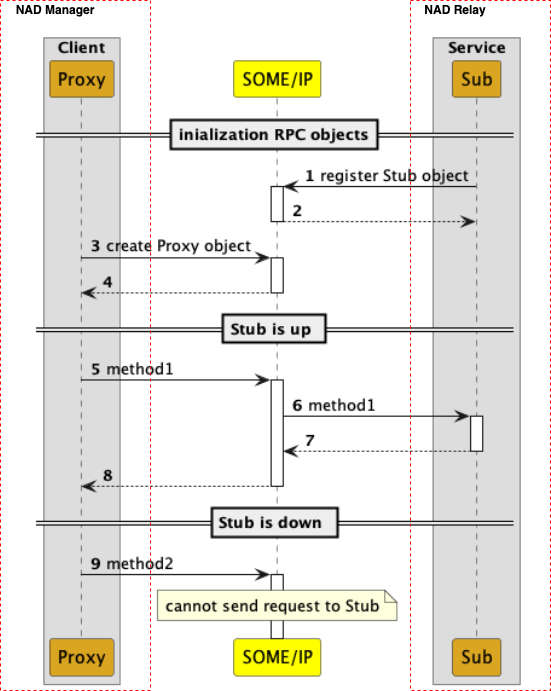 NAD Manager
NAD Relay
Client
Service
Proxy
SOME/IP
Sub
inialization RPC objects
1 register Stub object
2
3 create Proxy object
4
Stub is up
5 method1
6 method1
7
8
Stub is down
9 method2
cannot send request to Stub
Proxy
SOME/IP
Sub